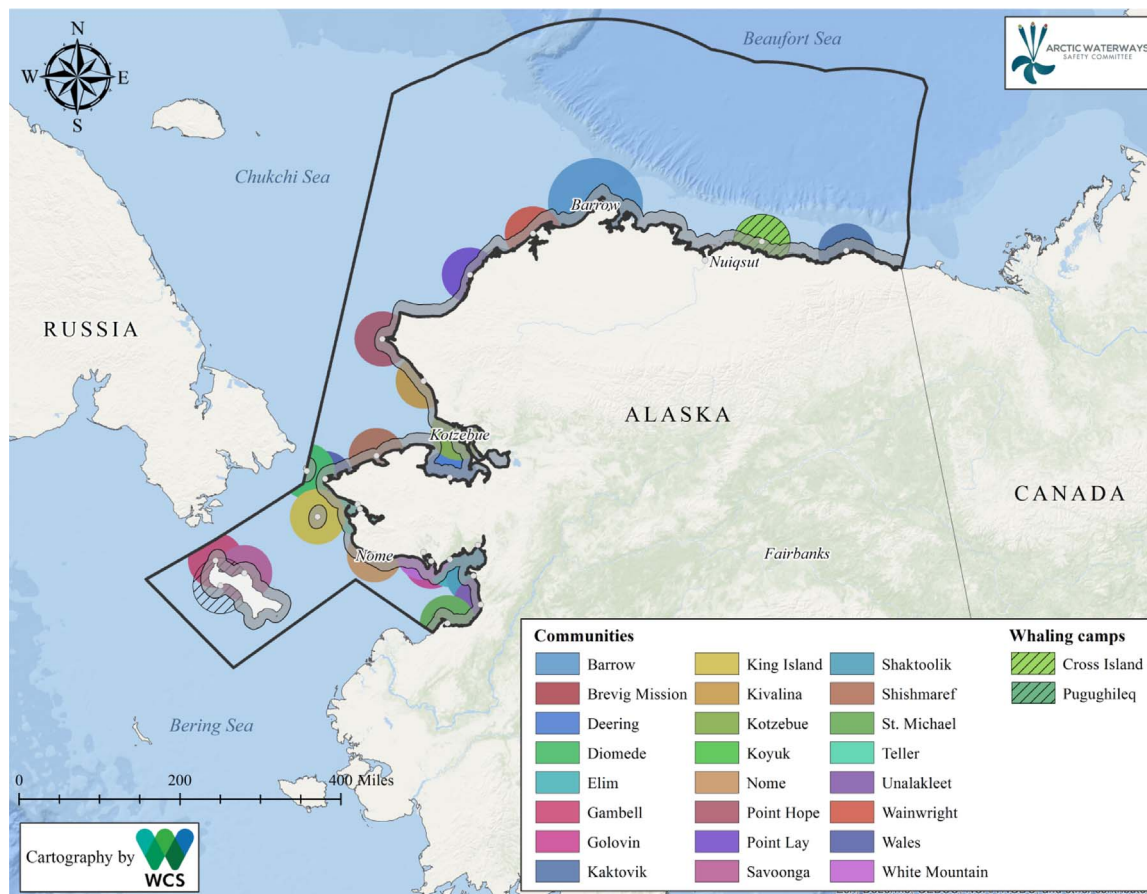 Beaufort Sea
ARCTIC WATERWAYS
SAFETY COMMITTEE
N
W E
S
Chukchi Sea
Barrow
Nuiqsut
RUSSIA
ALASKA
Kotzebue
CANADA
Nome
Fairbanks
Bering Sea
0 200 400 Miles
Cartography by
WCS
Communities
Barrow
Brevig Mission
Deering
Diomede
Elim
Gambell
Golovin
Kaktovik
King Island
Kivalina
Kotzebue
Koyuk
Nome
Point Hope
Point Lay
Savoonga
Shaktoolik
Shishmaref
St. Michael
Teller
Unalakleet
Wainwright
Wales
White Mountain
Whaling camps
Cross Island
Pugughileq